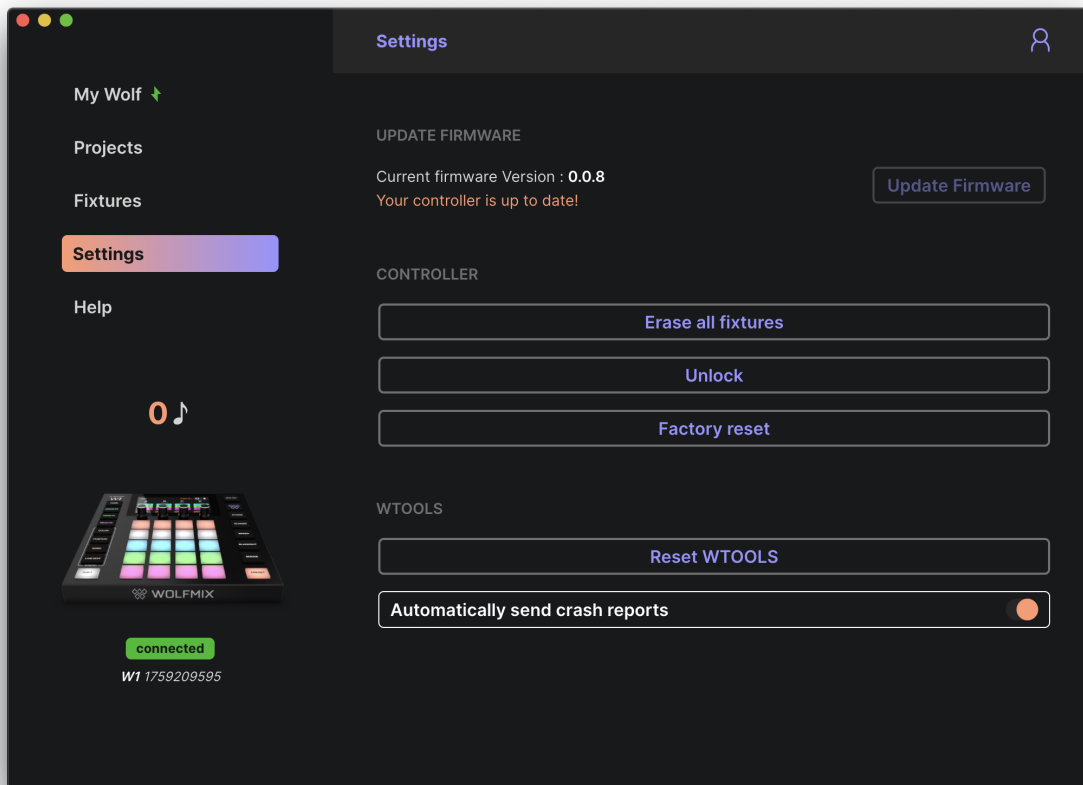 Settings
My Wolf
Projects
Fixtures
Settings
Help
0
WOLFMIX
connected
W1 1759209595
UPDATE FIRMWARE
Current firmware Version : 0.0.8
Your controller is up to date!
Update Firmware
CONTROLLER
Erase all fixtures
Unlock
Factory reset
WTOOLS
Reset WTOOLS
Automatically send crash reports